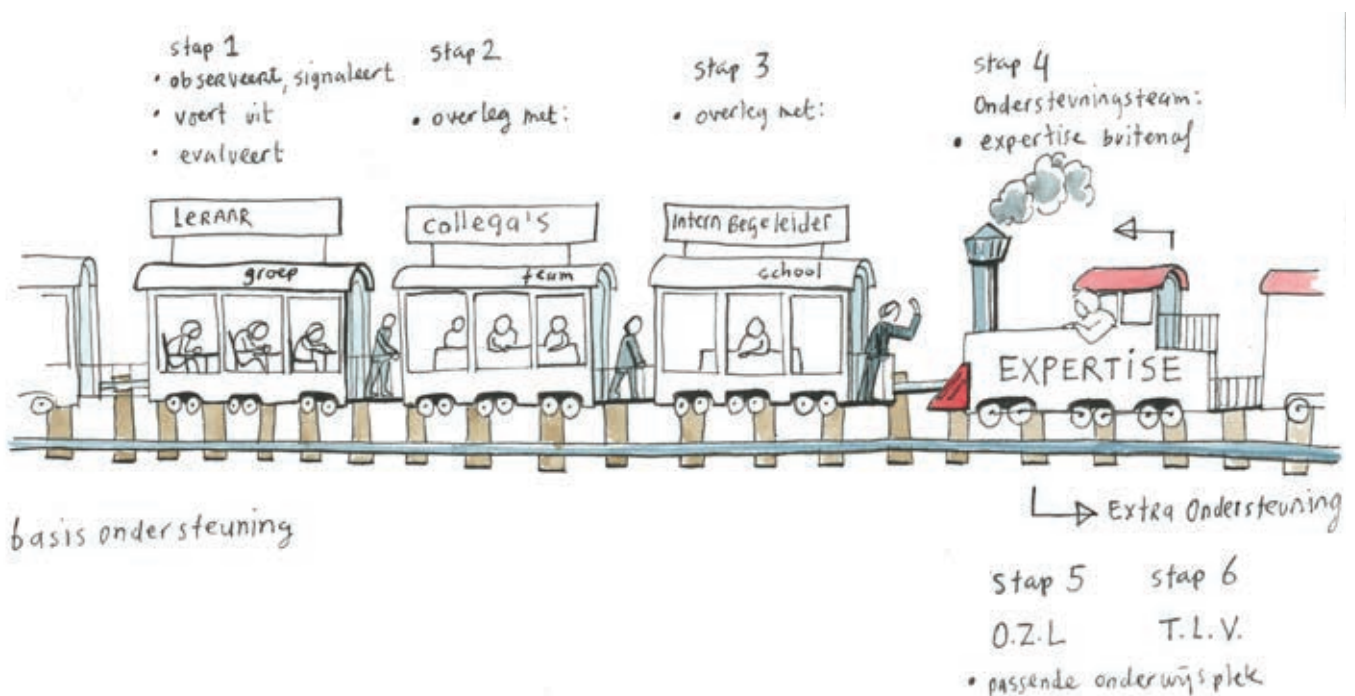 stap 1
• observeert, signaleert
• voert uit
• evalueert
stap 2
• overleg met:
stap 3
• overleg met:
stap 4
Ondersteuningsteam:
• expertise buitenaf
LERAAR
groep
collega's
team
intern Begeleider
school
EXPERTISE
basis ondersteuning
Extra Ondersteuning
stap 5
O.Z.L
stap 6
T.L.V.
• passende onderwijsplek